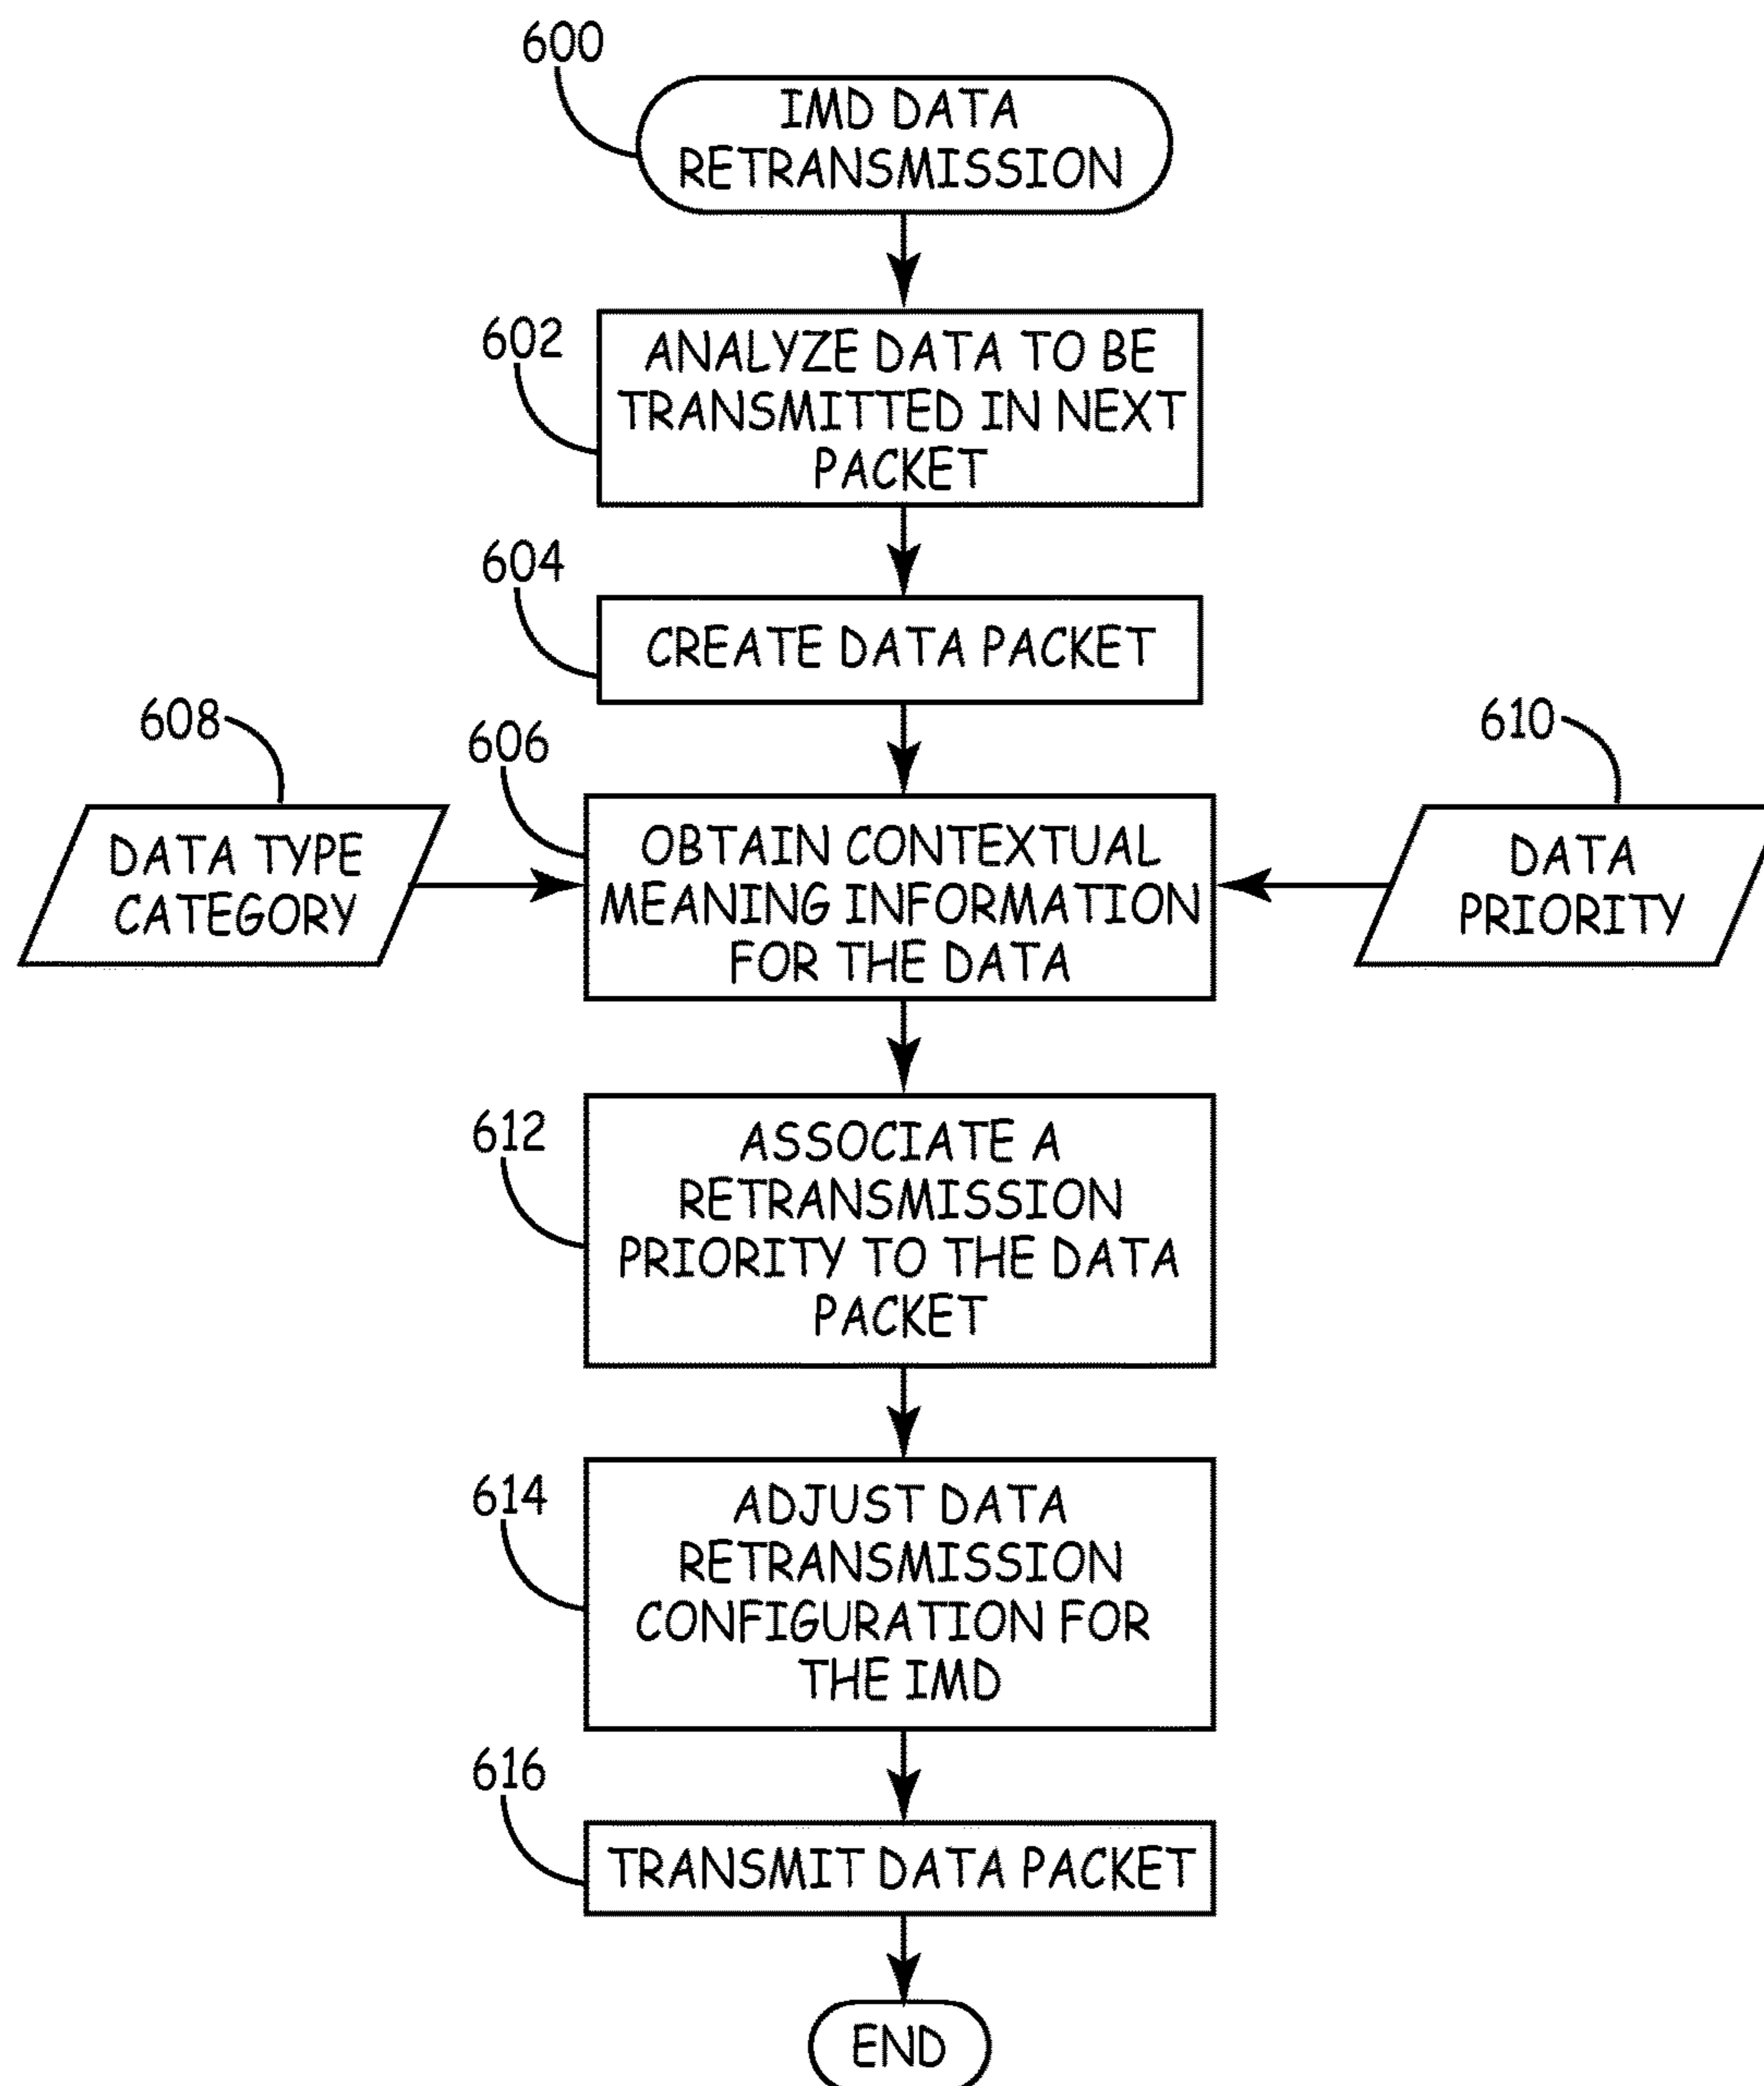 600
IMD DATA
RETRANSMISSION
602
ANALYZE DATA TO BE
TRANSMITTED IN NEXT
PACKET
604
CREATE DATA PACKET
608
606
610
DATA TYPE
CATEGORY
OBTAIN CONTEXTUAL
MEANING INFORMATION
FOR THE DATA
DATA
PRIORITY
612
ASSOCIATE A
RETRANSMISSION
PRIORITY TO THE DATA
PACKET
614
ADJUST DATA
RETRANSMISSION
CONFIGURATION FOR
THE IMD
616
TRANSMIT DATA PACKET
END